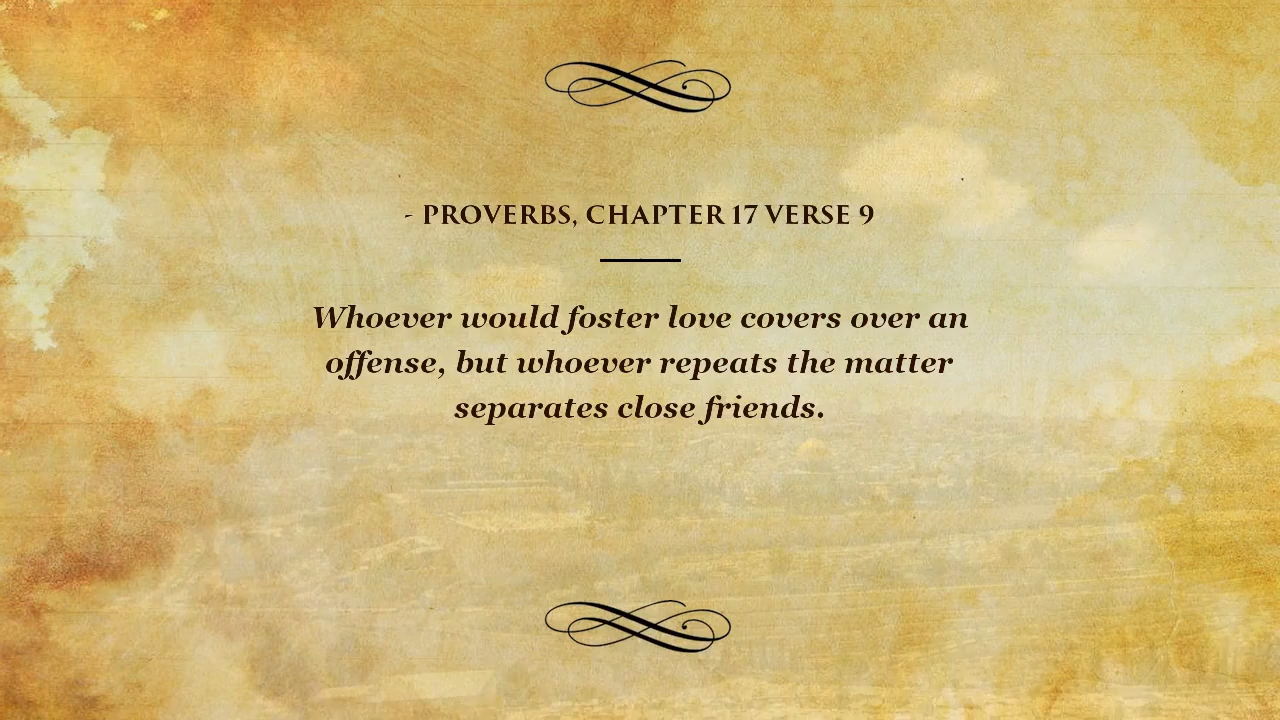 - PROVERBS, CHAPTER 17 VERSE 9
Whoever would foster love covers over an
offense, but whoever repeats the matter
separates close friends.